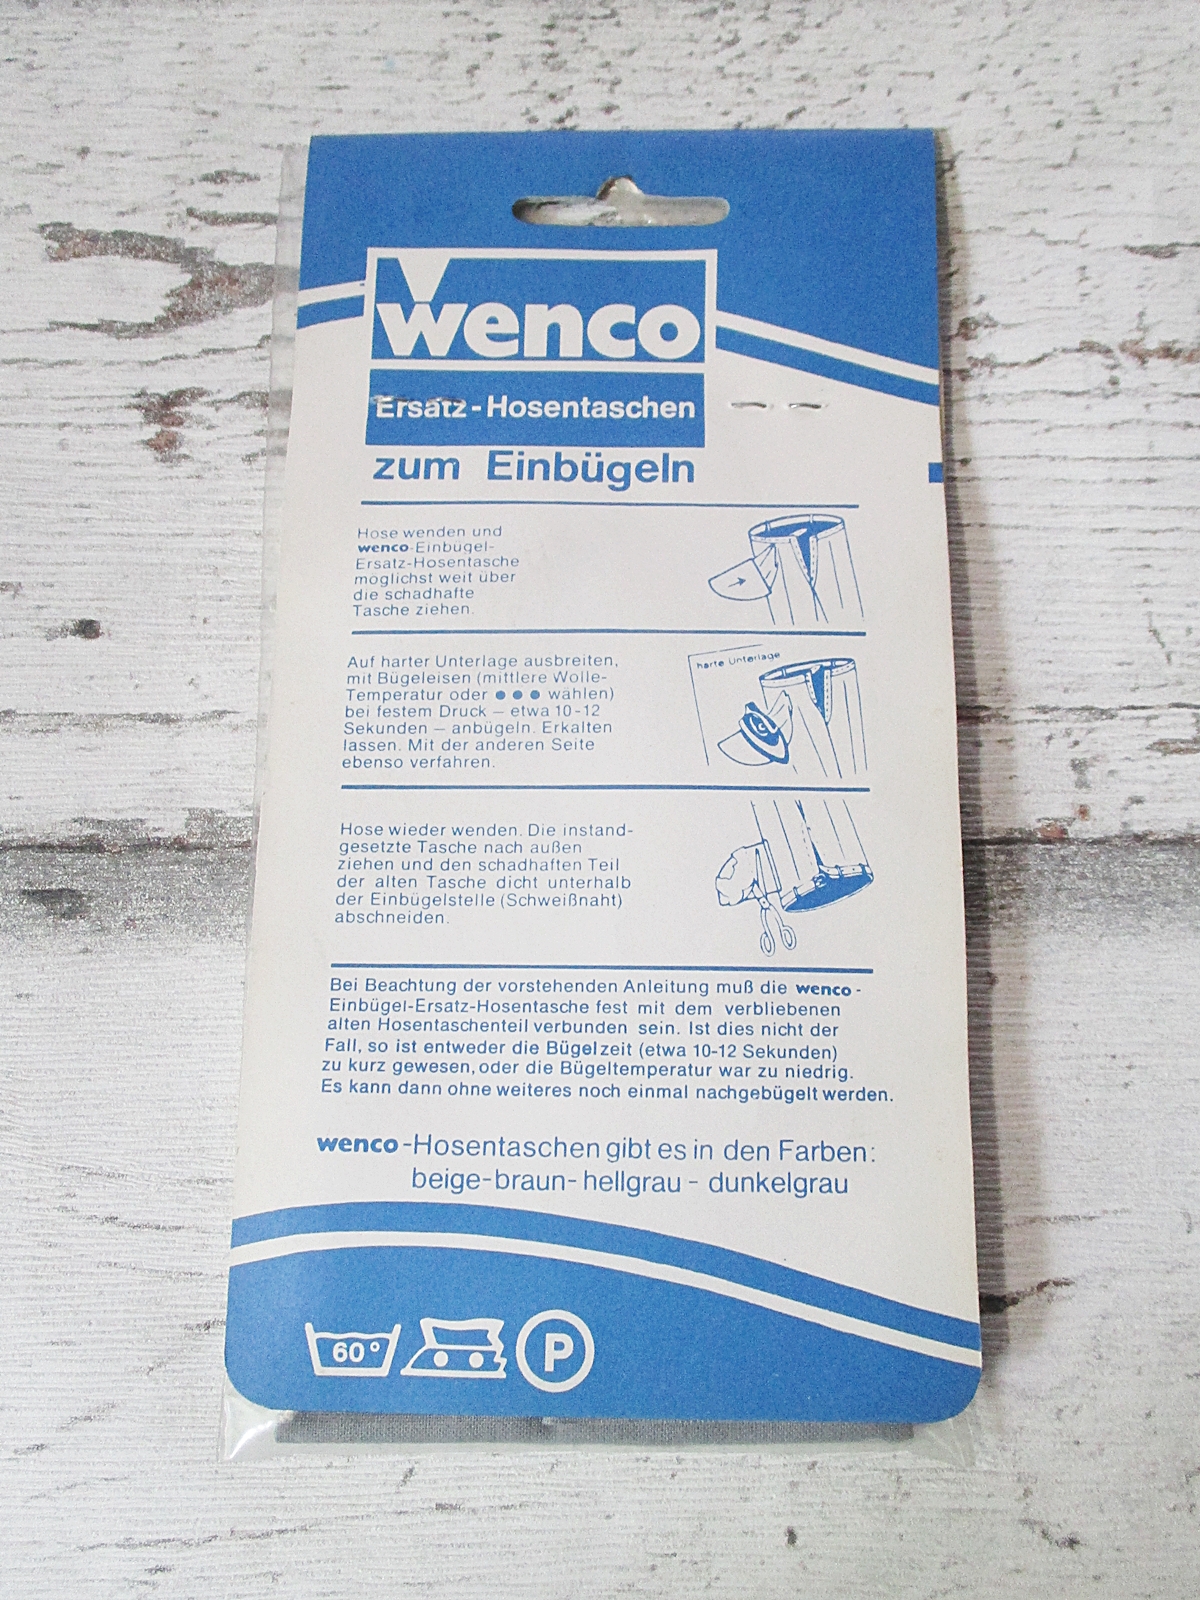 wenco
Ersatz-Hosentaschen
zum Einbügeln
Hose wenden und
wenco-Einbügel-
Ersatz-Hosentasche
möglichst weit über
die schadhafte
Tasche ziehen.
Auf harter Unterlage ausbreiten,
mit Bügeleisen (mittlere Wolle-
Temperatur oder ● ● ● wählen)
bei festem Druck – etwa 10-12
Sekunden – anbügeln. Erkalten
lassen. Mit der anderen Seite
ebenso verfahren.
harte Unterlage
Hose wieder wenden. Die instand-
gesetzte Tasche nach außen
ziehen und den schadhaften Teil
der alten Tasche dicht unterhalb
der Einbügelstelle (Schweißnaht)
abschneiden.
Bei Beachtung der vorstehenden Anleitung muß die wenco-
Einbügel-Ersatz-Hosentasche fest mit dem verbliebenen
alten Hosentaschenteil verbunden sein. Ist dies nicht der
Fall, so ist entweder die Bügelzeit (etwa 10-12 Sekunden)
zu kurz gewesen, oder die Bügeltemperatur war zu niedrig.
Es kann dann ohne weiteres noch einmal nachgebügelt werden.
wenco-Hosentaschen gibt es in den Farben:
beige-braun-hellgrau-dunkelgrau
60° P